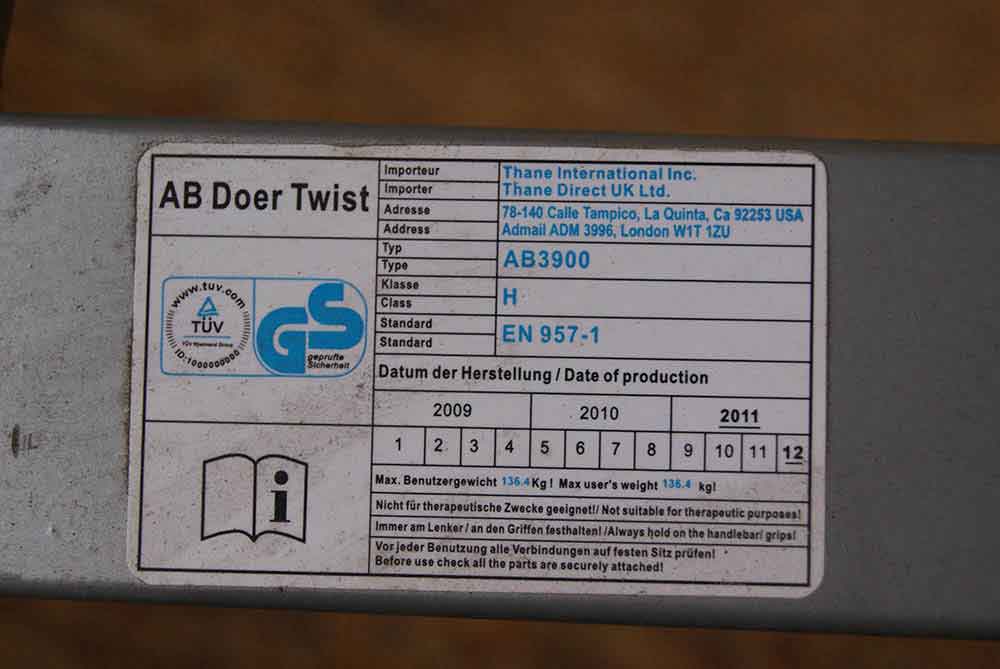 AB Doer Twist
Importeur
Importer
Thane International Inc.
Thane Direct UK Ltd.
Adresse
Address
78-140 Calle Tampico, La Quinta, Ca 92253 USA
Admail ADM 3996, London W1T 1ZU
Typ
Type
AB3900
Klasse
Class
H
Standard
Standard
EN 957-1
www.tuv.com
TÜV
TÜV Rheinland Group
ID:1000000000
GS
geprüfte
Sicherheit
Datum der Herstellung / Date of production
2009 2010 2011
1 2 3 4 5 6 7 8 9 10 11 12
Max. Benutzergewicht 136.4Kg! Max user's weight 136.4 kg!
Nicht für therapeutische Zwecke geeignet!/ Not suitable for therapeutic purposes!
Immer am Lenker / an den Griffen festhalten! /Always hold on the handlebar/ grips!
Vor jeder Benutzung alle Verbindungen auf festen Sitz prüfen!
Before use check all the parts are securely attached!
i